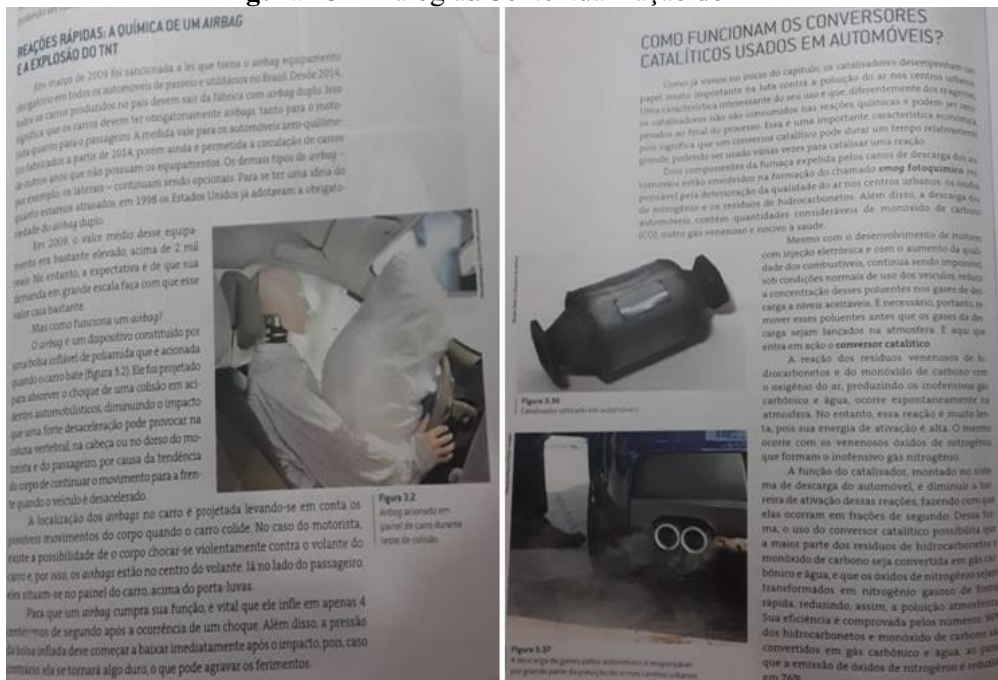 REAÇÕES RÁPIDAS: A QUÍMICA DE UM AIRBAG
E A EXPLOSÃO DO TNT
Em março de 2009 foi sancionada a lei que torna o airbag equipamento
obrigatório em todos os automóveis de passeio e utilitários no Brasil. Desde 2014,
todos os carros produzidos no país devem sair da fábrica com airbag duplo. Isso
significa que os carros devem ter obrigatoriamente airbags, tanto para o moto-
rista quanto para o passageiro. A medida vale para os automóveis zero-quilôme-
tro fabricados a partir de 2014, porém ainda é permitida a circulação de carros
de outros anos que não possuam os equipamentos. Os demais tipos de airbag –
por exemplo, os laterais – continuam sendo opcionais. Para se ter uma ideia do
quanto estamos atrasados, em 1998 os Estados Unidos já adotavam a obrigato-
riedade do airbag duplo.
Em 2009, o valor médio desse equipa-
mento era bastante elevado, acima de 2 mil
reais. No entanto, a expectativa é de que sua
demanda em grande escala faça com que esse
valor caia bastante.
Mas como funciona um airbag?
O airbag é um dispositivo constituído por
uma bolsa inflável de poliamida que é acionada
quando o carro bate (figura 3.2). Ele foi projetado
para absorver o choque de uma colisão em aci-
dentes automobilísticos, diminuindo o impacto
que uma forte desaceleração pode provocar na
coluna vertebral, na cabeça ou no dorso do mo-
torista e do passageiro, por causa da tendência
do corpo de continuar o movimento para a fren-
te quando o veículo é desacelerado.
A localização dos airbags no carro é projetada levando-se em conta os
possíveis movimentos do corpo quando o carro colide. No caso do motorista,
existe a possibilidade de o corpo chocar-se violentamente contra o volante do
carro e, por isso, os airbags estão no centro do volante. Já no lado do passageiro,
eles situam-se no painel do carro, acima do porta-luvas.
Para que um airbag cumpra sua função, é vital que ele infle em apenas 4
centésimos de segundo após a ocorrência de um choque. Além disso, a pressão
da bolsa inflada deve começar a baixar imediatamente após o impacto, pois, caso
contrário, ela se tornará algo duro, o que pode agravar os ferimentos.
Figura 3.2
Airbag acionado em
painel de carro durante
teste de colisão.
COMO FUNCIONAM OS CONVERSORES
CATALÍTICOS USADOS EM AUTOMÓVEIS?
Como já vimos no início do capítulo, os catalisadores desempenham um
papel muito importante na luta contra a poluição do ar nos centros urbanos.
Uma característica interessante do seu uso é que, diferentemente dos reagentes,
os catalisadores não são consumidos nas reações químicas e podem ser recu-
perados ao final do processo. Essa é uma importante característica econômica,
pois significa que um conversor catalítico pode durar um tempo relativamente
grande, podendo ser usado várias vezes para catalisar uma reação.
Dois componentes da fumaça expelida pelos canos de descarga dos au-
tomóveis estão envolvidos na formação do chamado smog fotoquímico, res-
ponsável pela deterioração da qualidade do ar nos centros urbanos: os óxidos
de nitrogênio e os resíduos de hidrocarbonetos. Além disso, a descarga dos
automóveis contém quantidades consideráveis de monóxido de carbono
(CO), outro gás venenoso e nocivo à saúde.
Mesmo com o desenvolvimento de motores
com injeção eletrônica e com o aumento da quali-
dade dos combustíveis, continua sendo impossível,
sob condições normais de uso dos veículos, reduzir
a concentração desses poluentes nos gases de des-
carga a níveis aceitáveis. É necessário, portanto, re-
mover esses poluentes antes que os gases da des-
carga sejam lançados na atmosfera. É aqui que
entra em ação o conversor catalítico.
A reação dos resíduos venenosos de hi-
drocarbonetos e do monóxido de carbono com
o oxigênio do ar, produzindo os inofensivos gás
carbônico e água, ocorre espontaneamente na
atmosfera. No entanto, essa reação é muito len-
ta, pois sua energia de ativação é alta. O mesmo
ocorre com os venenosos óxidos de nitrogênio,
que formam o inofensivo gás nitrogênio.
A função do catalisador, montado no siste-
ma de descarga do automóvel, é diminuir a bar-
reira de ativação dessas reações, fazendo com que
elas ocorram em frações de segundo. Dessa for-
ma, o uso do conversor catalítico possibilita que
a maior parte dos resíduos de hidrocarbonetos e
monóxido de carbono seja convertida em gás car-
bônico e água, e que os óxidos de nitrogênio sejam
transformados em nitrogênio gasoso de forma
rápida, reduzindo, assim, a poluição atmosférica.
Sua eficiência é comprovada pelos números:
dos hidrocarbonetos e monóxido de carbono são
convertidos em gás carbônico e água, ao passo
que a emissão de óxidos de nitrogênio é reduzida
em 76%.
Figura 5.36
Catalisador utilizado em automóveis.
Figura 5.37
A descarga de gases pelos automóveis é responsável
por grande parte da poluição do ar nos centros urbanos.